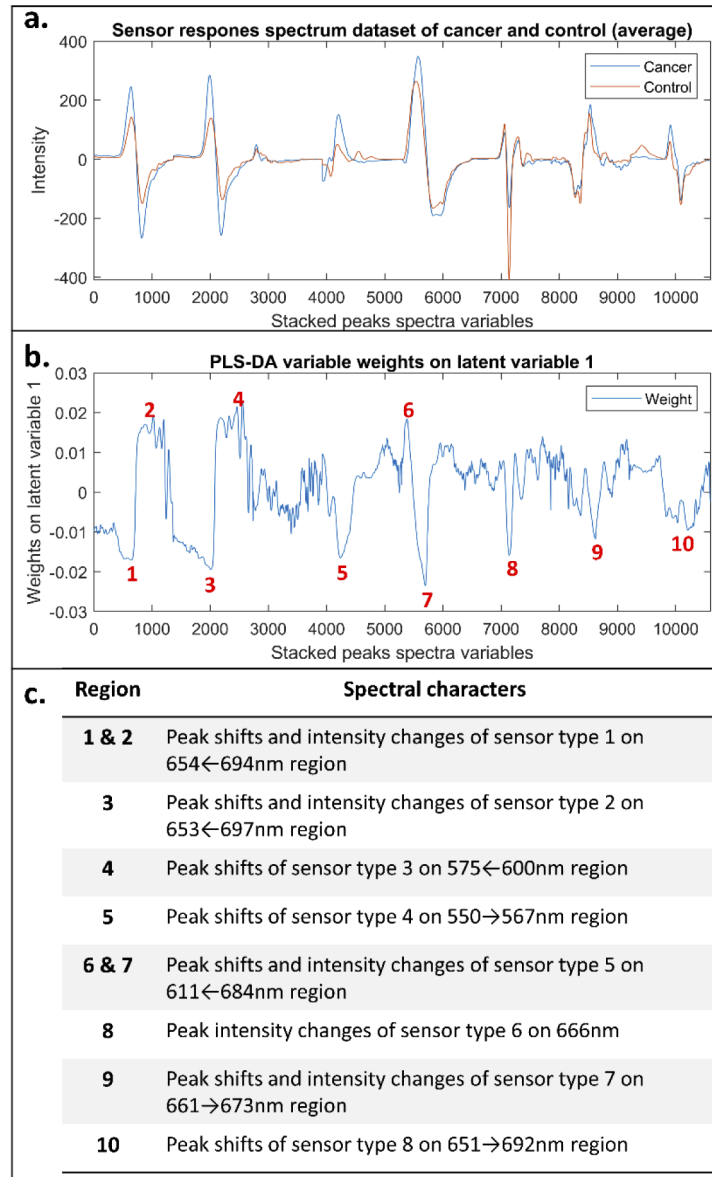 a.
Sensor respones spectrum dataset of cancer and control (average)
400
200
0
-200
-400
Intensity
Cancer
Control
0 1000 2000 3000 4000 5000 6000 7000 8000 9000 10000
Stacked peaks spectra variables
b.
PLS-DA variable weights on latent variable 1
0.03
0.02
0.01
0
-0.01
-0.02
-0.03
Weights on latent variable 1
Weight
1
2
3
4
5
6
7
8
9
10
0 1000 2000 3000 4000 5000 6000 7000 8000 9000 10000
Stacked peaks spectra variables
c.
Region Spectral characters
1 & 2 Peak shifts and intensity changes of sensor type 1 on
654←694nm region
3 Peak shifts and intensity changes of sensor type 2 on
653←697nm region
4 Peak shifts of sensor type 3 on 575←600nm region
5 Peak shifts of sensor type 4 on 550→567nm region
6 & 7 Peak shifts and intensity changes of sensor type 5 on
611←684nm region
8 Peak intensity changes of sensor type 6 on 666nm
9 Peak shifts and intensity changes of sensor type 7 on
661→673nm region
10 Peak shifts of sensor type 8 on 651→692nm region